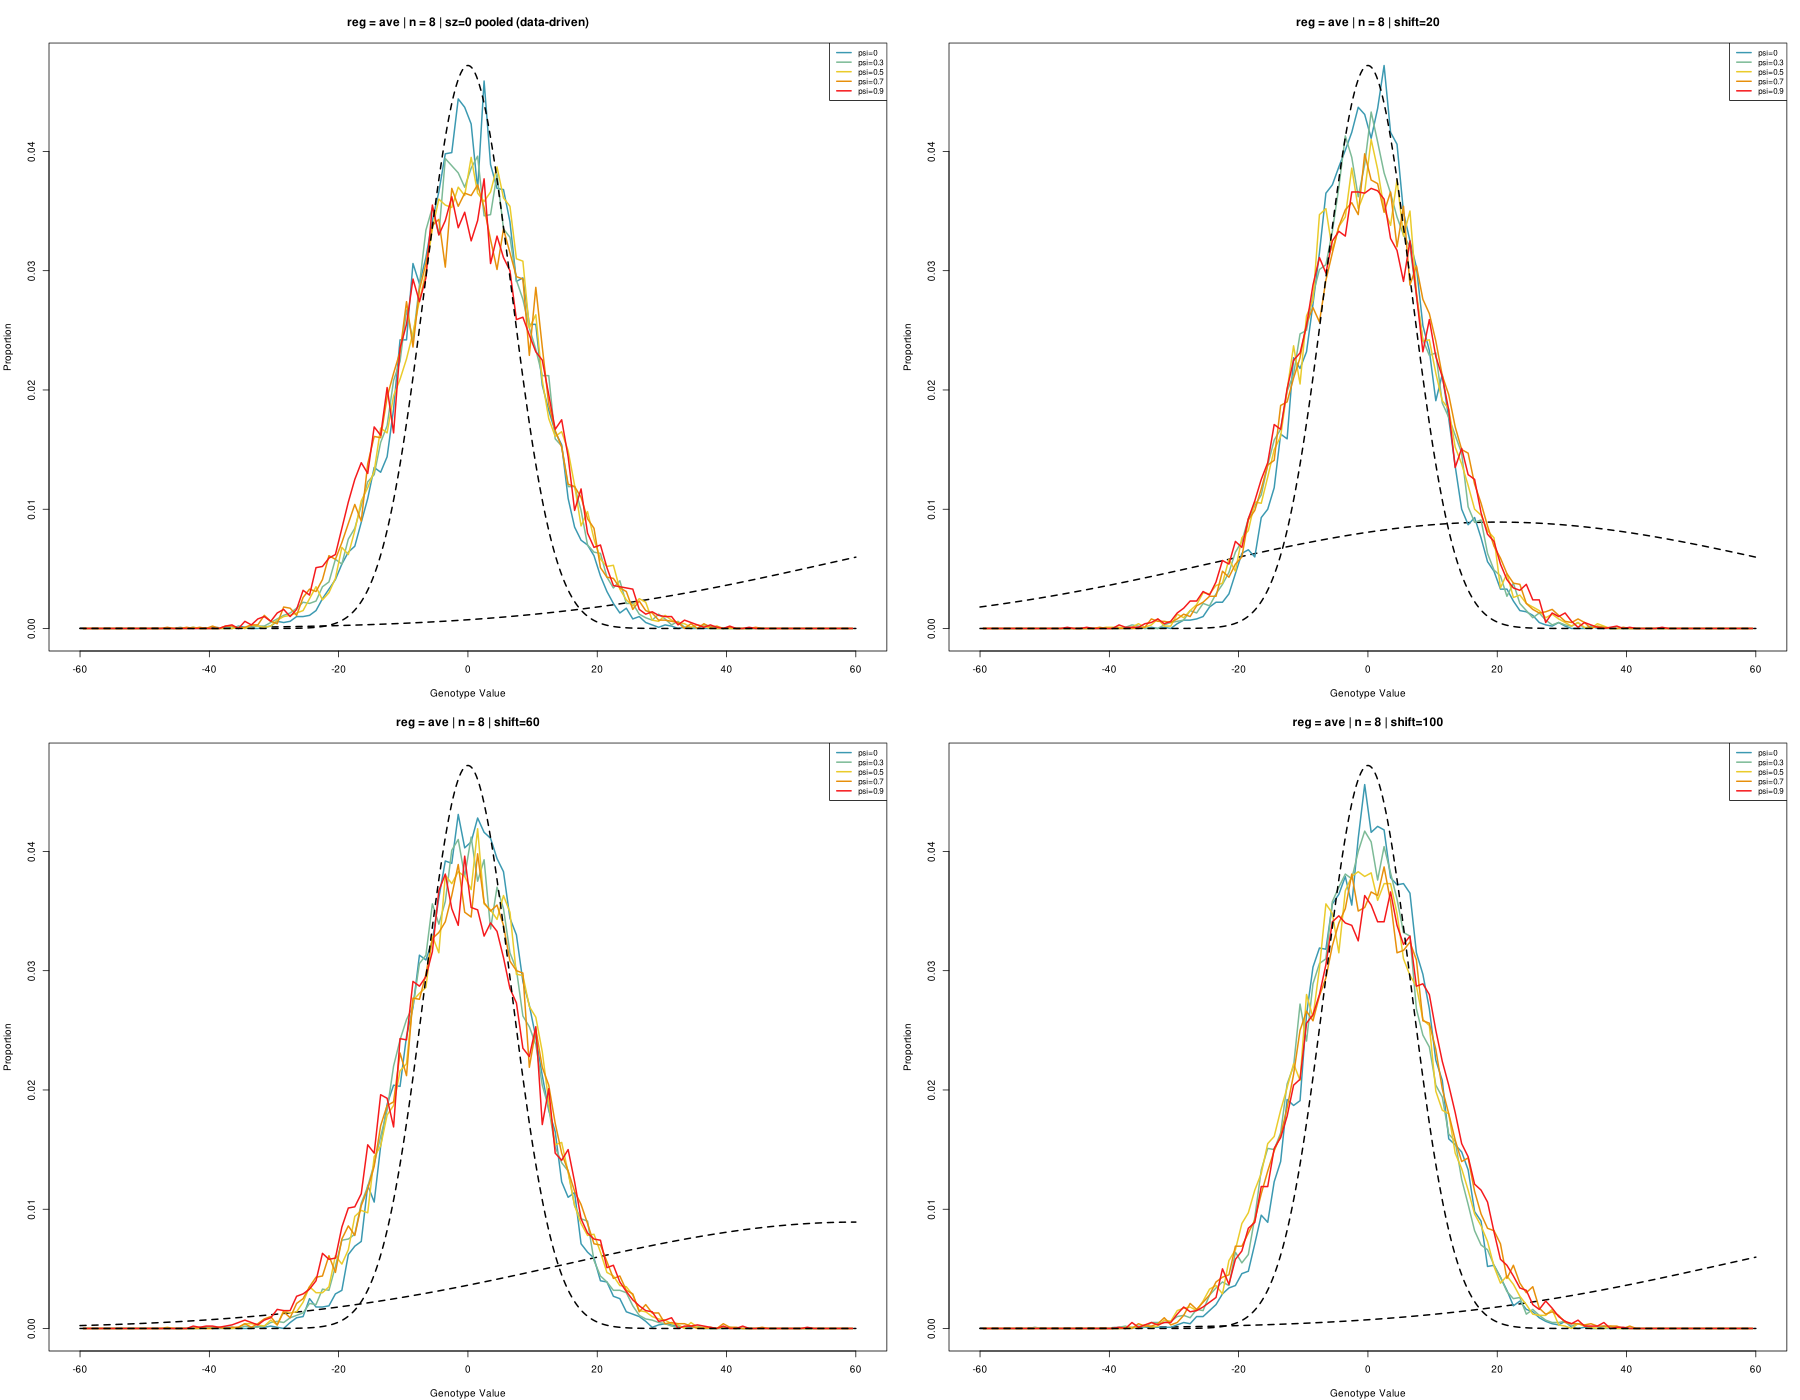 reg = ave | n = 8 | sz=0 pooled (data-driven)
psi=0
psi=0.3
psi=0.5
psi=0.7
psi=0.9
Proportion
0.00
0.01
0.02
0.03
0.04
-60
-40
-20
0
20
40
60
Genotype Value
reg = ave | n = 8 | shift=20
psi=0
psi=0.3
psi=0.5
psi=0.7
psi=0.9
Proportion
0.00
0.01
0.02
0.03
0.04
-60
-40
-20
0
20
40
60
Genotype Value
reg = ave | n = 8 | shift=60
psi=0
psi=0.3
psi=0.5
psi=0.7
psi=0.9
Proportion
0.00
0.01
0.02
0.03
0.04
-60
-40
-20
0
20
40
60
Genotype Value
reg = ave | n = 8 | shift=100
psi=0
psi=0.3
psi=0.5
psi=0.7
psi=0.9
Proportion
0.00
0.01
0.02
0.03
0.04
-60
-40
-20
0
20
40
60
Genotype Value